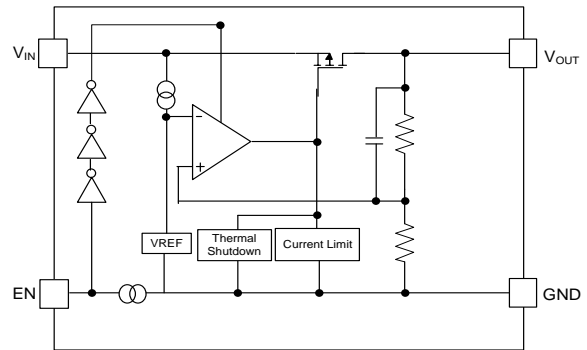 VIN
VOUT
−
+
VREF
Thermal
Shutdown
Current Limit
EN
GND